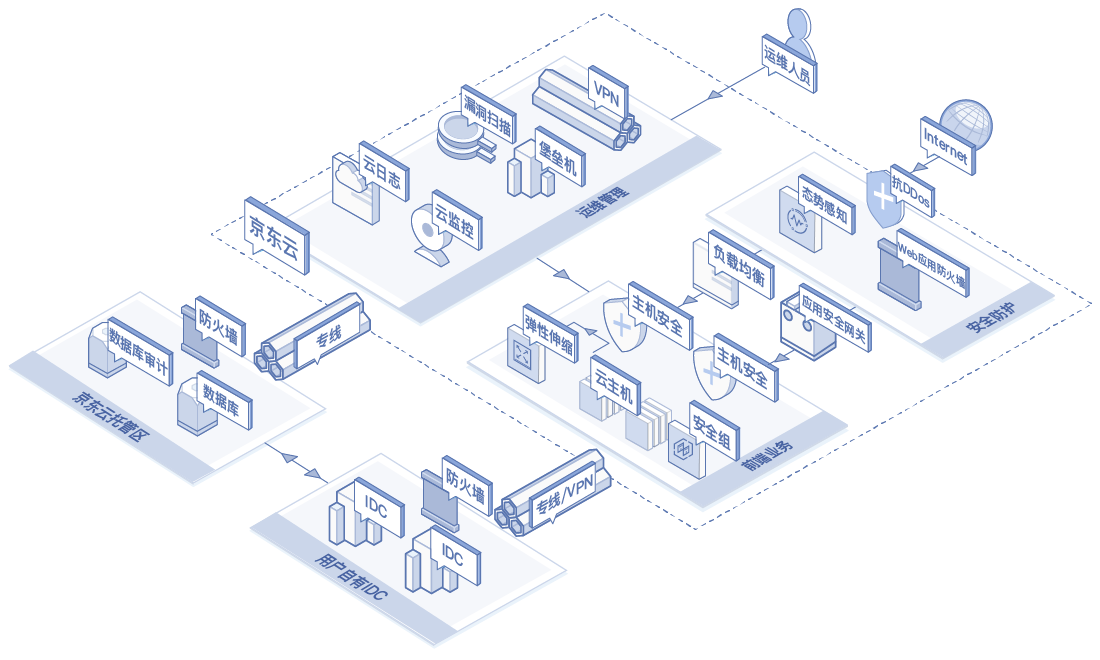 运维人员
VPN
漏洞扫描
堡垒机
云日志
云监控
运维管理
京东云
Internet
抗DDos
态势感知
Web应用防火墙
安全防护
负载均衡
应用安全网关
主机安全
弹性伸缩
主机安全
云主机
安全组
前端业务
专线
防火墙
数据库审计
数据库
京东云托管区
防火墙
专线/VPN
IDC
IDC
用户自有IDC